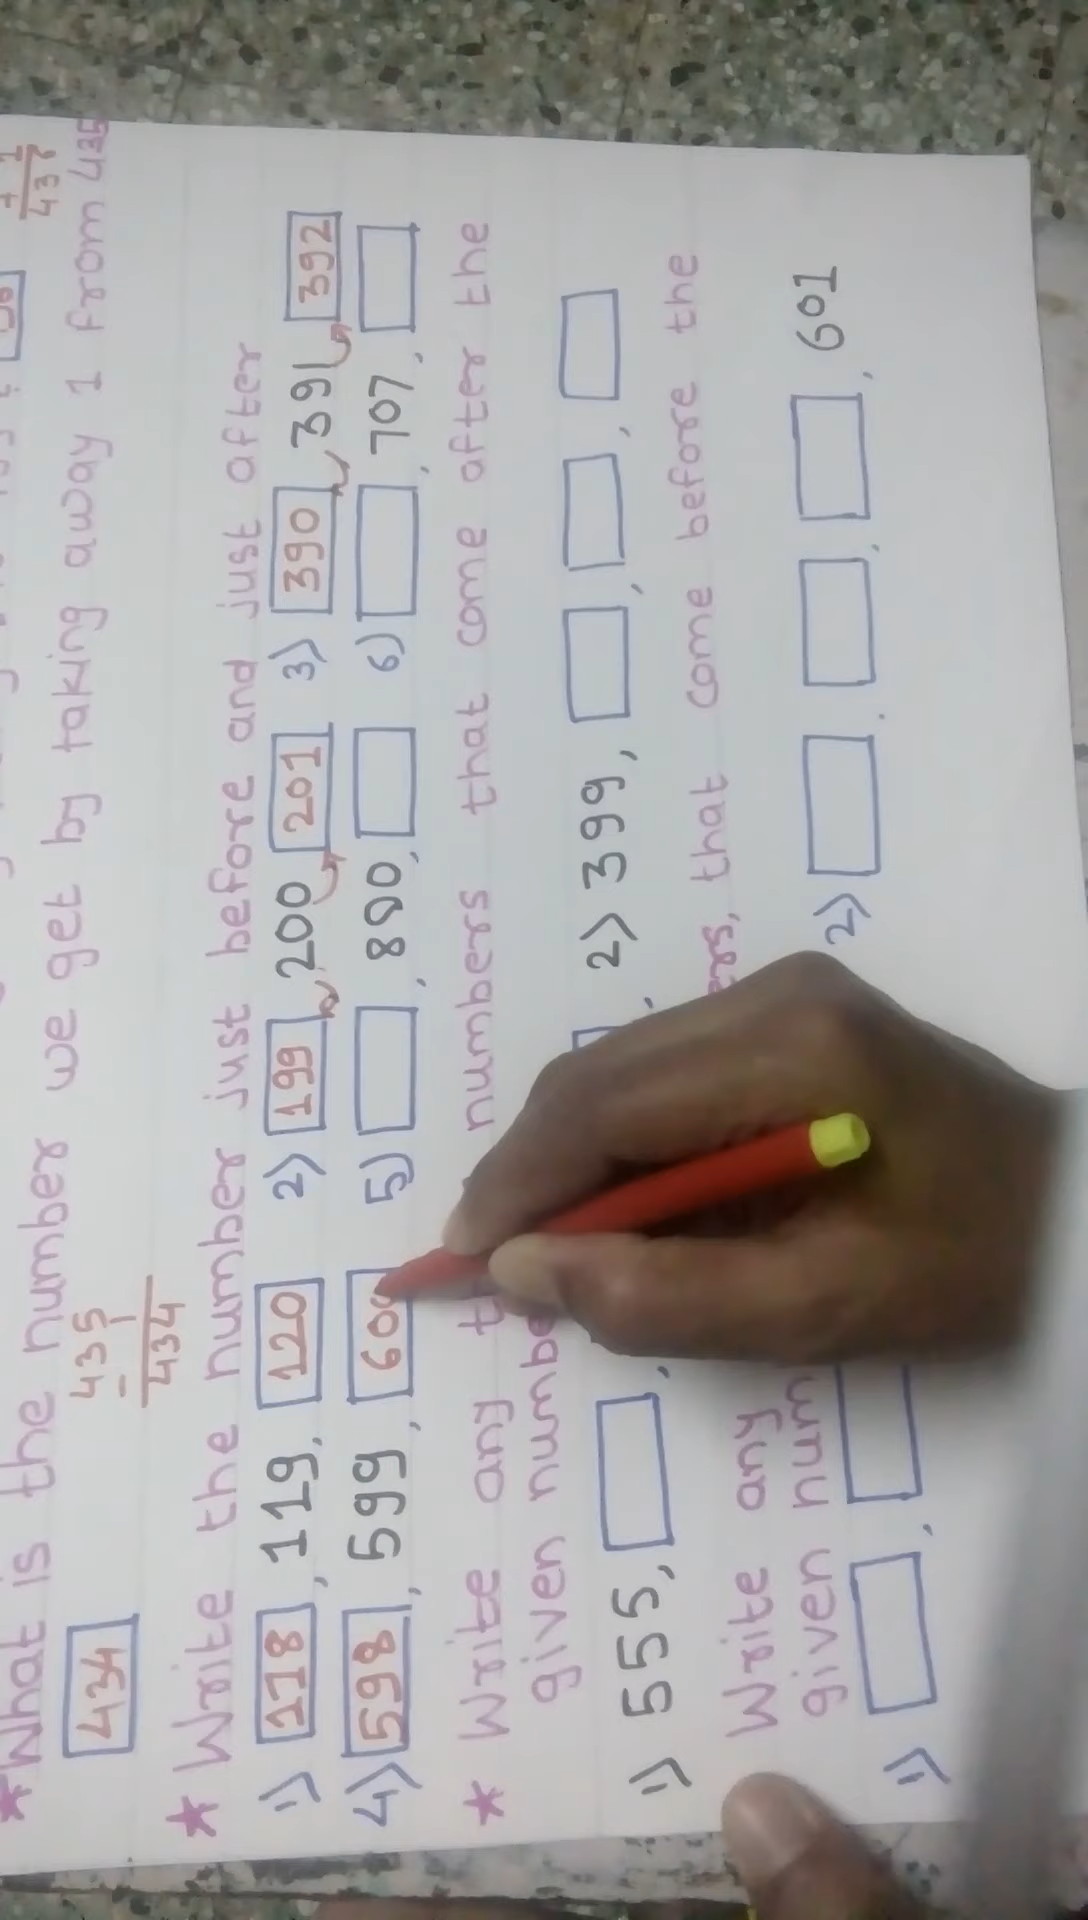 + 1
436
* What is the number we get by taking away 1 from 435
434
435
- 1
434
* Write the number just before and just after
1) 118, 119, 120 2) 199, 200, 201 3) 390, 391, 392
4) 598, 599, 600 5) , 800, 6) , 707,
* Write any numbers that come after the
given
1) 555, , 2) 399, , ,
Write any that come before the
given
1) , 2) , , , 601